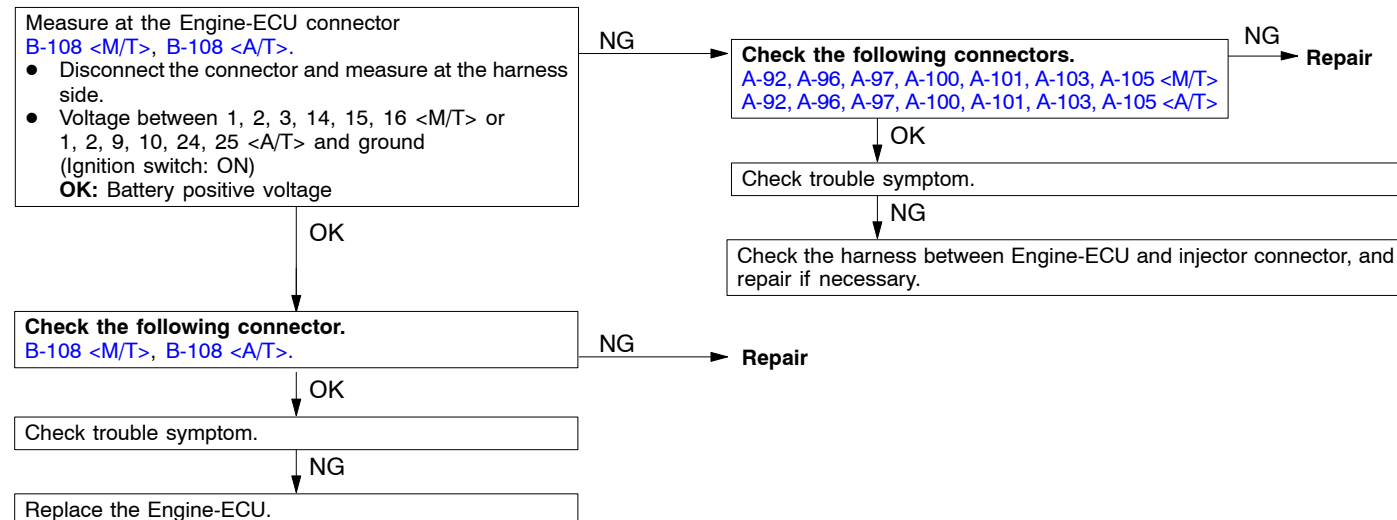 Measure at the Engine-ECU connector
B-108 <M/T>, B-108 <A/T>.
● Disconnect the connector and measure at the harness
side.
● Voltage between 1, 2, 3, 14, 15, 16 <M/T> or
1, 2, 9, 10, 24, 25 <A/T> and ground
(Ignition switch: ON)
OK: Battery positive voltage
NG
Check the following connectors.
A-92, A-96, A-97, A-100, A-101, A-103, A-105 <M/T>
A-92, A-96, A-97, A-100, A-101, A-103, A-105 <A/T>
NG
Repair
OK
Check trouble symptom.
NG
Check the harness between Engine-ECU and injector connector, and
repair if necessary.
OK
Check the following connector.
B-108 <M/T>, B-108 <A/T>.
NG
Repair
OK
Check trouble symptom.
NG
Replace the Engine-ECU.